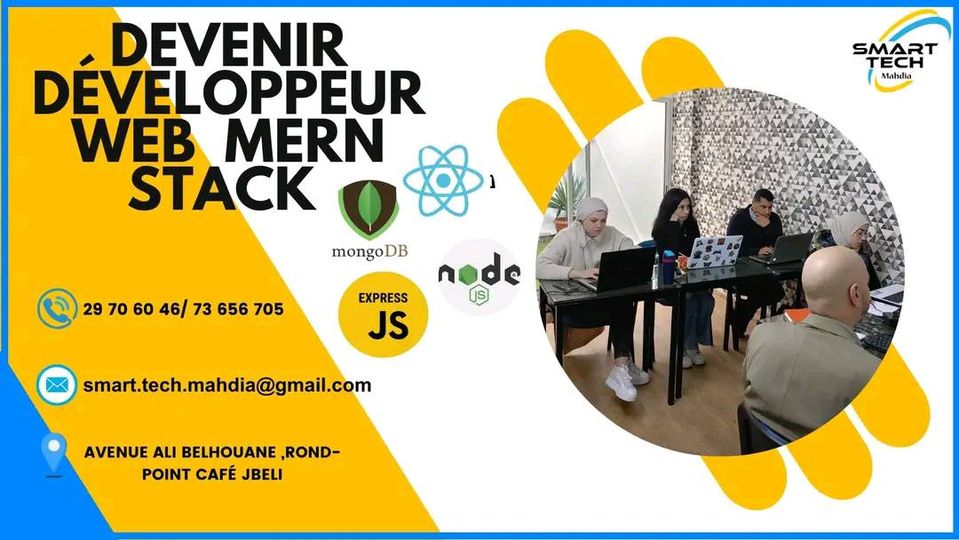 DEVENIR
DÉVELOPPEUR
WEB MERN
STACK
SMART
TECH
Mahdia
mongoDB
node
JS
EXPRESS
JS
29 70 60 46/ 73 656 705
smart.tech.mahdia@gmail.com
AVENUE ALI BELHOUANE ,ROND-
POINT CAFÉ JBELI